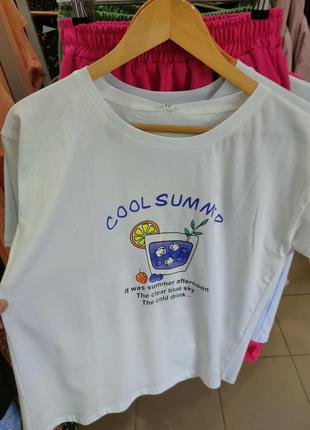 COOL SUMMER
It was summer afternoon
The clear blue sky
The cold drink...